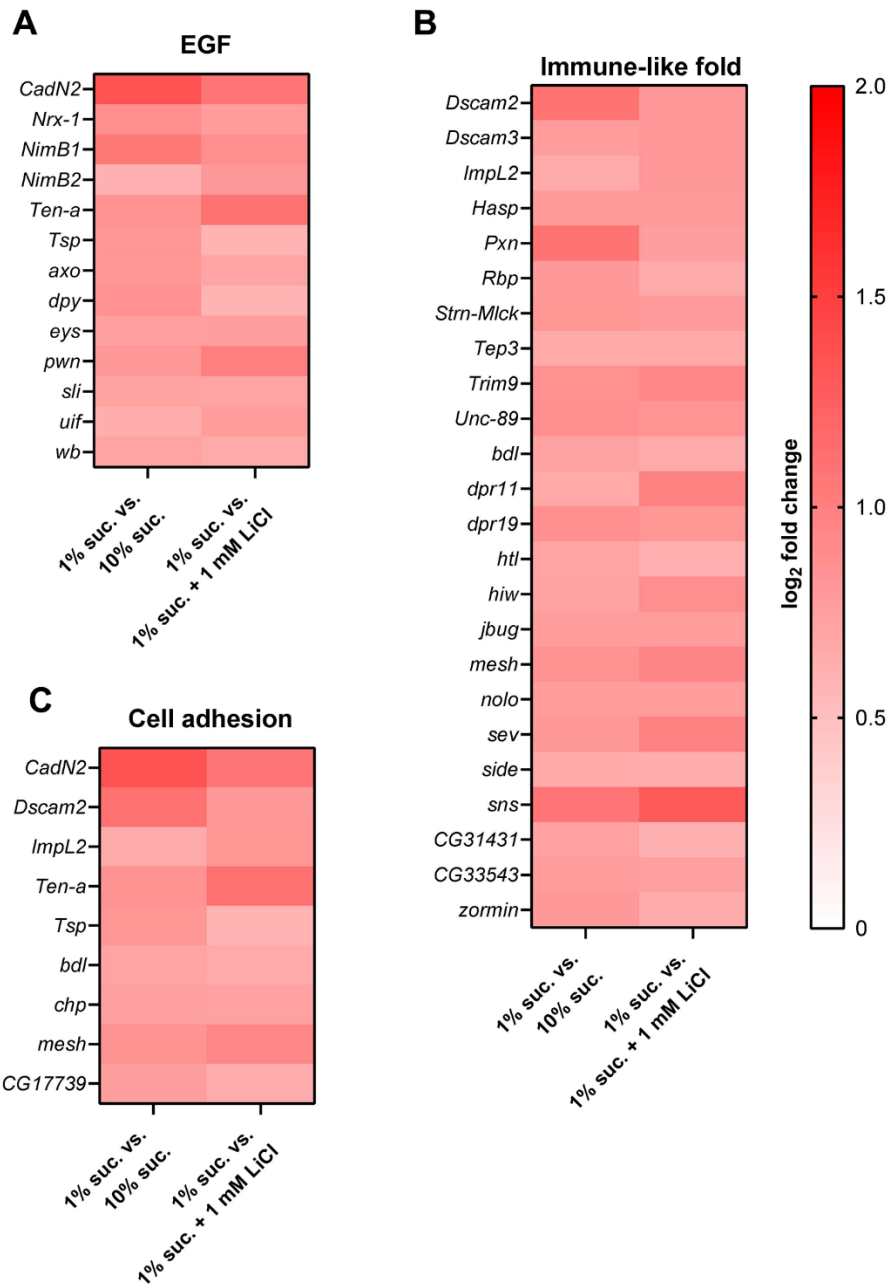 A
EGF
CadN2
Nrx-1
NimB1
NimB2
Ten-a
Tsp
axo
dpy
eys
pwn
sli
uif
wb
1% suc. vs.
10% suc.
1% suc. vs.
1% suc. + 1 mM LiCl
B
Immune-like fold
Dscam2
Dscam3
ImpL2
Hasp
Pxn
Rbp
Strn-Mlck
Tep3
Trim9
Unc-89
bdl
dpr11
dpr19
htl
hiw
jbug
mesh
nolo
sev
side
sns
CG31431
CG33543
zormin
1% suc. vs.
10% suc.
1% suc. vs.
1% suc. + 1 mM LiCl
2.0
1.5
1.0
0.5
0
log₂ fold change
C
Cell adhesion
CadN2
Dscam2
ImpL2
Ten-a
Tsp
bdl
chp
mesh
CG17739
1% suc. vs.
10% suc.
1% suc. vs.
1% suc. + 1 mM LiCl